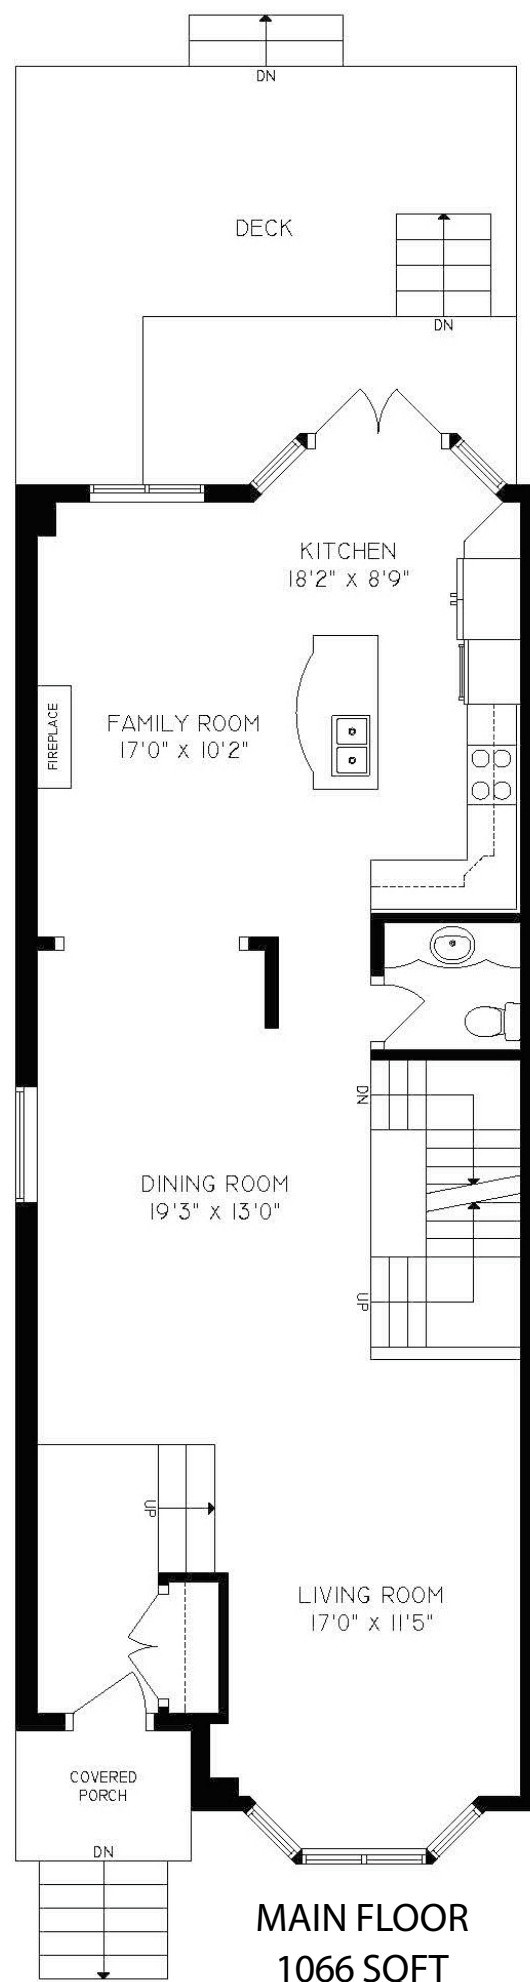 DN
DECK
DN
KITCHEN
18'2" X 8'9"
FAMILY ROOM
17'0" X 10'2"
FIREPLACE
DN
DINING ROOM
19'3" X 13'0"
UP
UP
LIVING ROOM
17'0" X 11'5"
COVERED
PORCH
DN
MAIN FLOOR
1066 SQFT